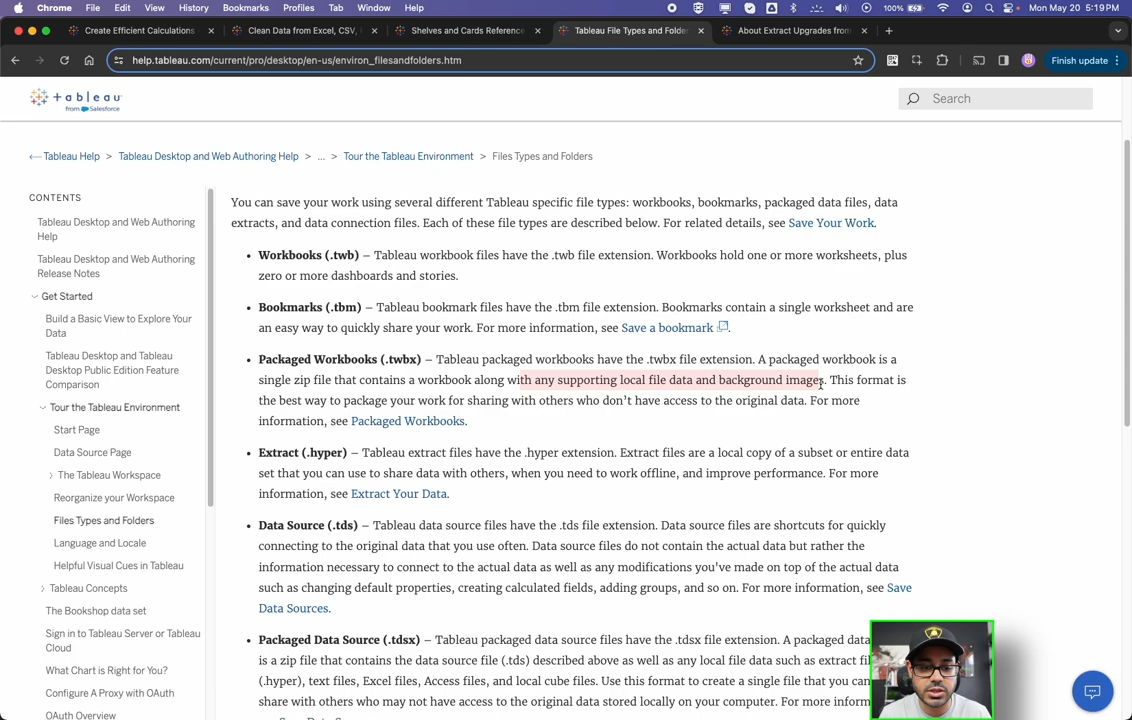 Chrome File Edit View History Bookmarks Profiles Tab Window Help 100% Mon May 20 5:19 PM
Create Efficient Calculations Clean Data from Excel, CSV, Shelves and Cards Reference Tableau File Types and Folder About Extract Upgrades from
help.tableau.com/current/pro/desktop/en-us/environ_filesandfolders.htm Finish update
+ableau Search
from Salesforce
Tableau Help > Tableau Desktop and Web Authoring Help > ... > Tour the Tableau Environment > Files Types and Folders
CONTENTS
Tableau Desktop and Web Authoring
Help
Tableau Desktop and Web Authoring
Release Notes
Get Started
Build a Basic View to Explore Your
Data
Tableau Desktop and Tableau
Desktop Public Edition Feature
Comparison
Tour the Tableau Environment
Start Page
Data Source Page
The Tableau Workspace
Reorganize your Workspace
Files Types and Folders
Language and Locale
Helpful Visual Cues in Tableau
Tableau Concepts
The Bookshop data set
Sign in to Tableau Server or Tableau
Cloud
What Chart is Right for You?
Configure A Proxy with OAuth
OAuth Overview
You can save your work using several different Tableau specific file types: workbooks, bookmarks, packaged data files, data
extracts, and data connection files. Each of these file types are described below. For related details, see Save Your Work.
• Workbooks (.twb) – Tableau workbook files have the .twb file extension. Workbooks hold one or more worksheets, plus
zero or more dashboards and stories.
• Bookmarks (.tbm) – Tableau bookmark files have the .tbm file extension. Bookmarks contain a single worksheet and are
an easy way to quickly share your work. For more information, see Save a bookmark.
• Packaged Workbooks (.twbx) – Tableau packaged workbooks have the .twbx file extension. A packaged workbook is a
single zip file that contains a workbook along with any supporting local file data and background images. This format is
the best way to package your work for sharing with others who don't have access to the original data. For more
information, see Packaged Workbooks.
• Extract (.hyper) – Tableau extract files have the .hyper extension. Extract files are a local copy of a subset or entire data
set that you can use to share data with others, when you need to work offline, and improve performance. For more
information, see Extract Your Data.
• Data Source (.tds) – Tableau data source files have the .tds file extension. Data source files are shortcuts for quickly
connecting to the original data that you use often. Data source files do not contain the actual data but rather the
information necessary to connect to the actual data as well as any modifications you've made on top of the actual data
such as changing default properties, creating calculated fields, adding groups, and so on. For more information, see Save
Data Sources.
• Packaged Data Source (.tdsx) – Tableau packaged data source files have the .tdsx file extension. A packaged data
is a zip file that contains the data source file (.tds) described above as well as any local file data such as extract
(.hyper), text files, Excel files, Access files, and local cube files. Use this format to create a single file that you can
share with others who may not have access to the original data stored locally on your computer. For more